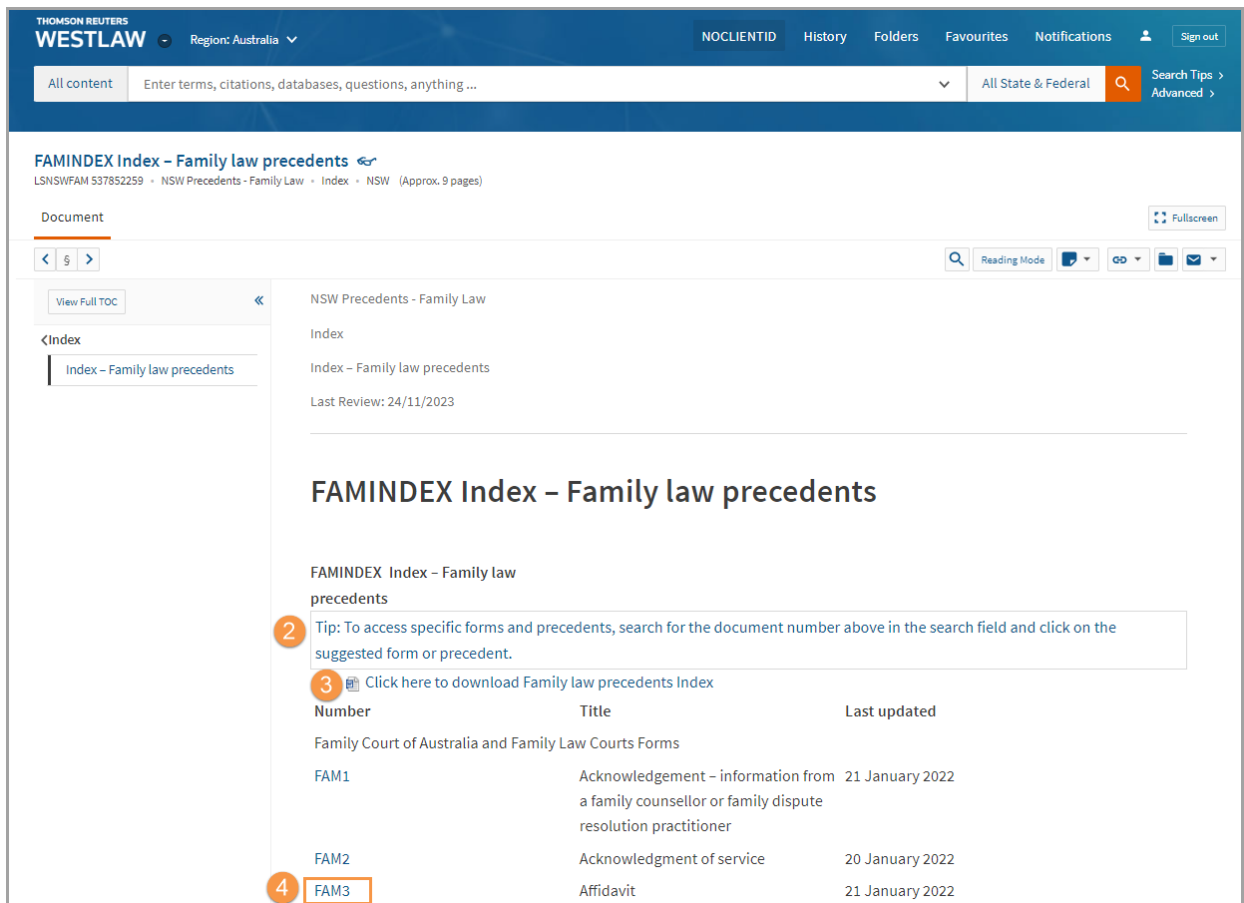 THOMSON REUTERS
WESTLAW Region: Australia NOCLIENTID History Folders Favourites Notifications Sign out
All content Enter terms, citations, databases, questions, anything ... All State & Federal Search Tips >
Advanced >
FAMINDEX Index – Family law precedents
LSNSWFAM 537852259 • NSW Precedents - Family Law • Index • NSW (Approx. 9 pages)
Document Fullscreen
< § > Reading Mode
View Full TOC «
<Index
Index – Family law precedents
NSW Precedents - Family Law
Index
Index – Family law precedents
Last Review: 24/11/2023
FAMINDEX Index – Family law precedents
FAMINDEX Index – Family law
precedents
2 Tip: To access specific forms and precedents, search for the document number above in the search field and click on the
suggested form or precedent.
3 Click here to download Family law precedents Index
Number Title Last updated
Family Court of Australia and Family Law Courts Forms
FAM1 Acknowledgement – information from 21 January 2022
a family counsellor or family dispute
resolution practitioner
FAM2 Acknowledgment of service 20 January 2022
4 FAM3 Affidavit 21 January 2022